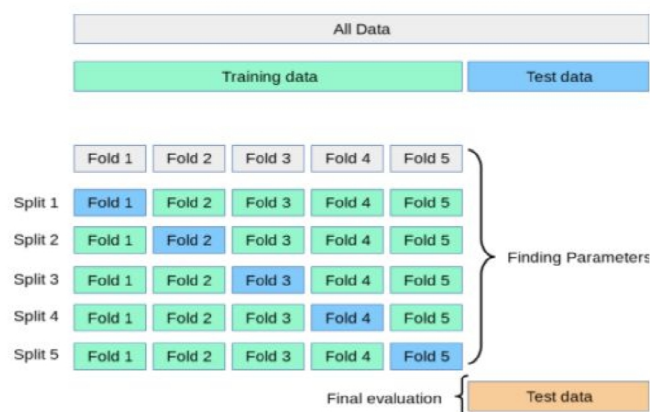 All Data
Training data Test data
Fold 1 Fold 2 Fold 3 Fold 4 Fold 5
Split 1 Fold 1 Fold 2 Fold 3 Fold 4 Fold 5
Split 2 Fold 1 Fold 2 Fold 3 Fold 4 Fold 5
Finding Parameters
Split 3 Fold 1 Fold 2 Fold 3 Fold 4 Fold 5
Split 4 Fold 1 Fold 2 Fold 3 Fold 4 Fold 5
Split 5 Fold 1 Fold 2 Fold 3 Fold 4 Fold 5
Final evaluation Test data